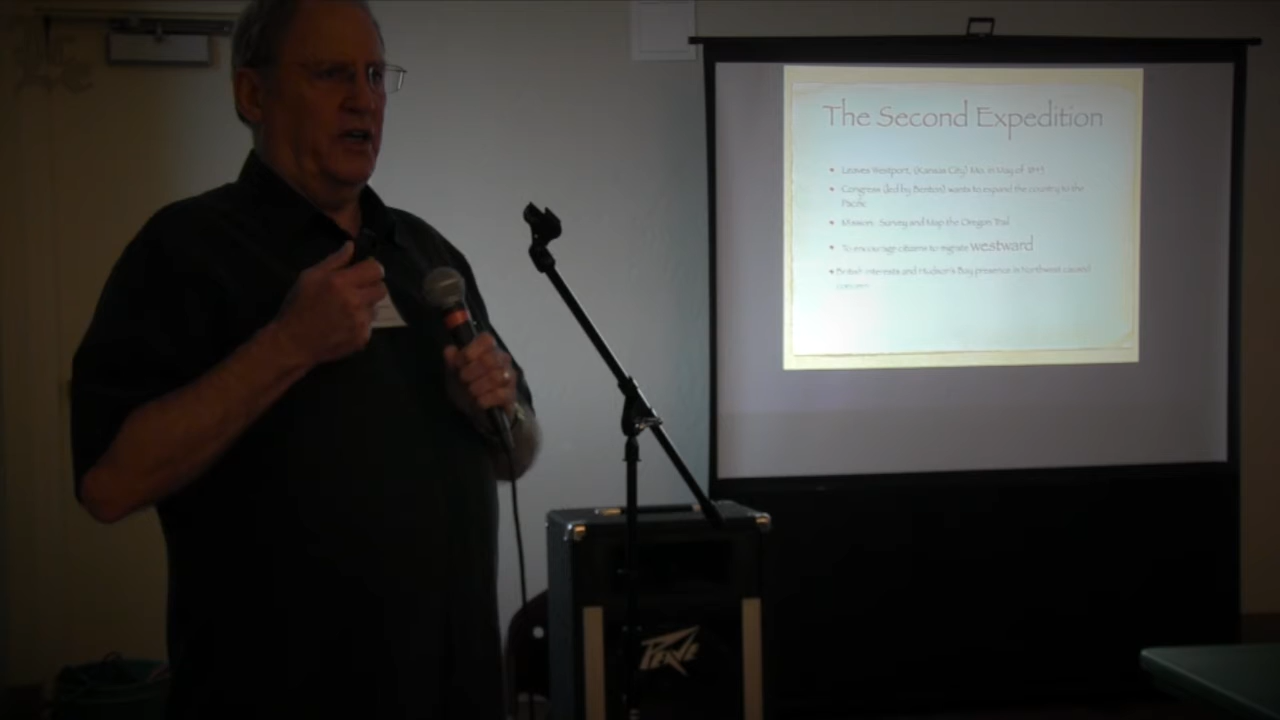 The Second Expedition
• Leaves Westport, (Kansas City) Mo. in May of 1843
• Congress (led by Benton) wants to expand the country to the
Pacific
• Mission: Survey and Map the Oregon Trail
• To encourage citizens to migrate westward
• British interests and Hudson's Bay presence in Northwest caused
concern
PEAVEY